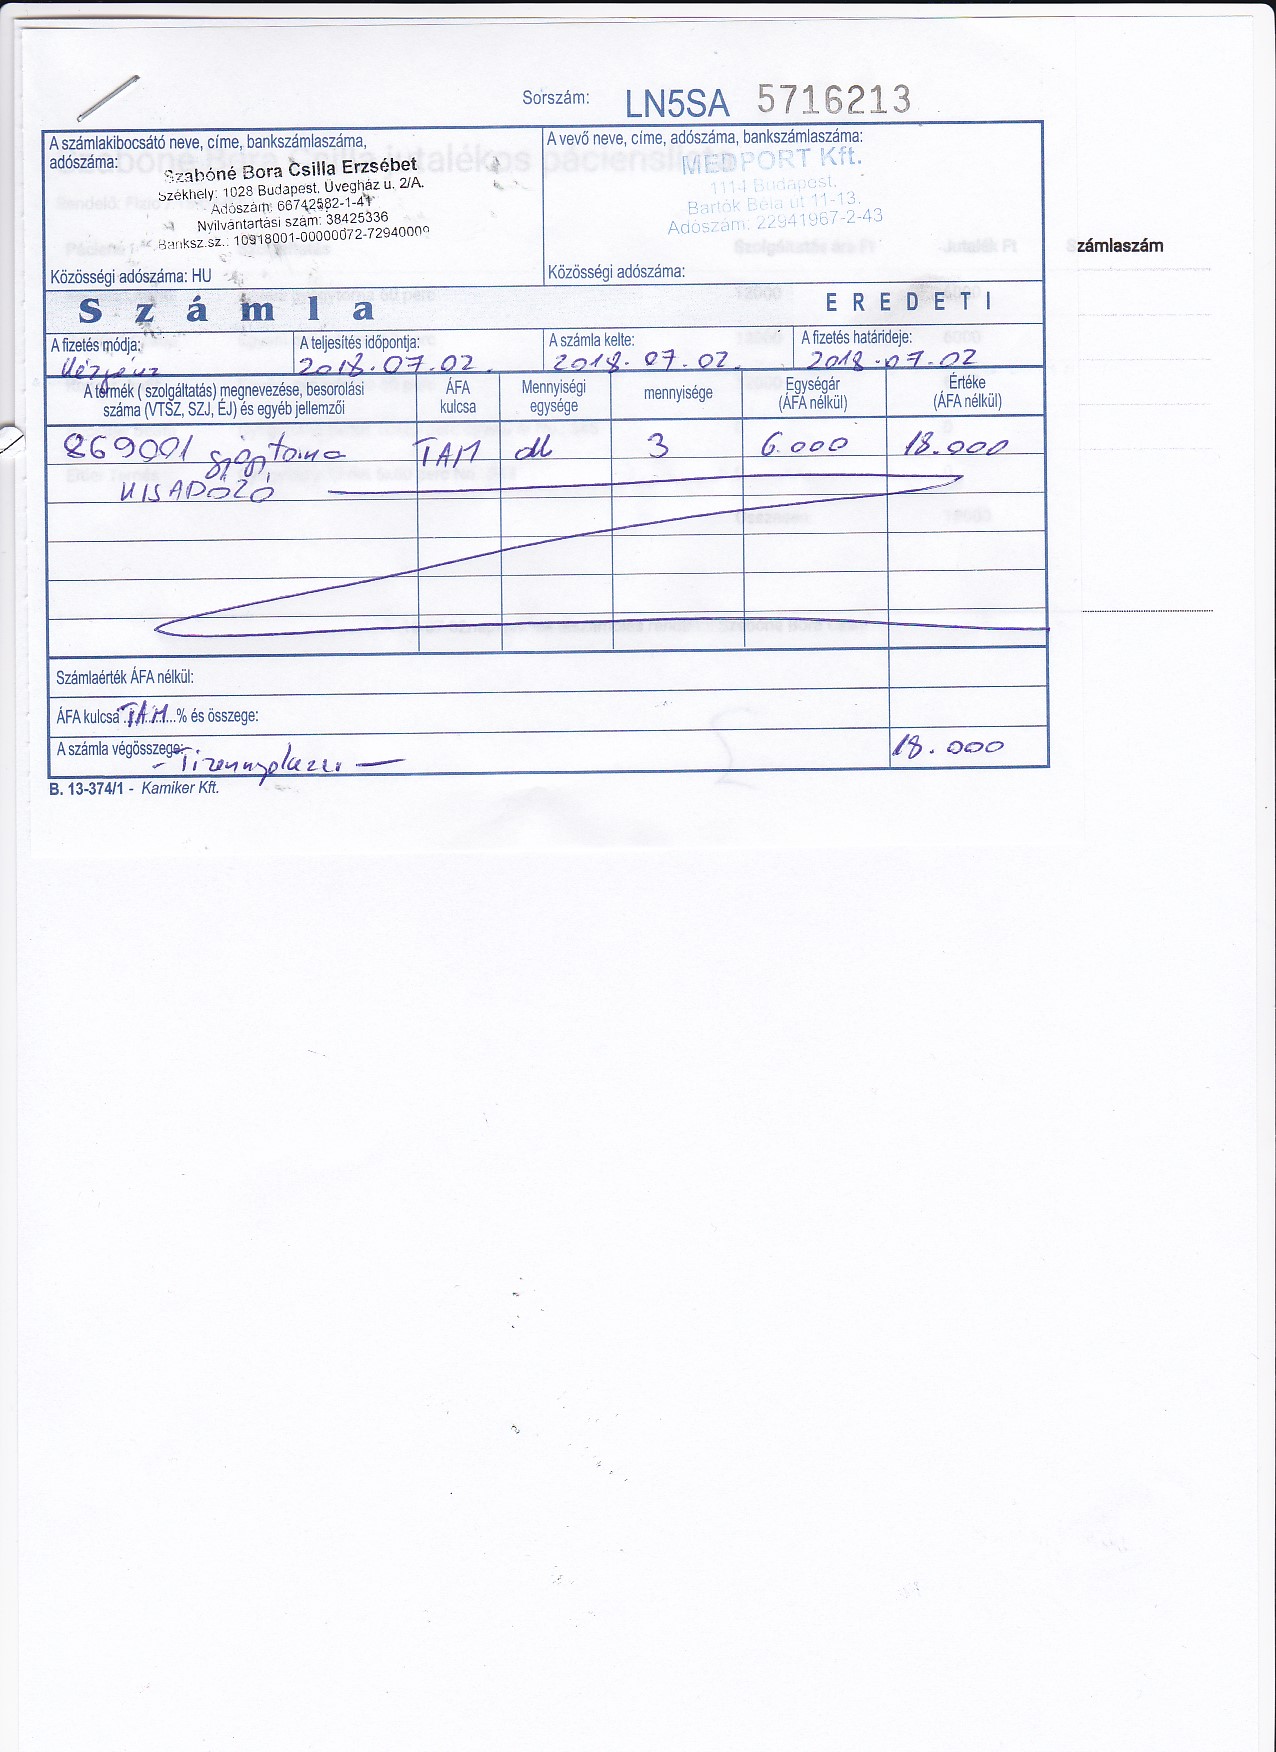 Sorszám: LN5SA 5716213
A számlakibocsátó neve, címe, bankszámlaszáma,
adószáma:
Szabóné Bora Csilla Erzsébet
Székhely: 1028 Budapest, Üvegház u. 2/A.
Adószám: 66742582-1-41
Nyilvántartási szám: 38425336
Banksz.sz.: 10918001-00000072-72940009
Közösségi adószáma: HU
A vevő neve, címe, adószáma, bankszámlaszáma:
MEDPORT Kft.
1114 Budapest,
Bartók Béla út 11-13.
Adószám: 22941967-2-43
Közösségi adószáma:
zámlaszám
Számla EREDETI
A fizetés módja: Készpénz
A teljesítés időpontja: 2018.07.02.
A számla kelte: 2018.07.02.
A fizetés határideje: 2018.07.02
A termék ( szolgáltatás) megnevezése, besorolási
száma (VTSZ, SZJ, ÉJ) és egyéb jellemzői
ÁFA
kulcsa
Mennyiségi
egysége
mennyisége
Egységár
(ÁFA nélkül)
Értéke
(ÁFA nélkül)
869001 gyógytorna TAM db 3 6.000 18.000
KISADÓZÓ
Számlaérték ÁFA nélkül:
ÁFA kulcsa TAM % és összege:
A számla végösszege: 18.000
B. 13-374/1 - Kamiker Kft.